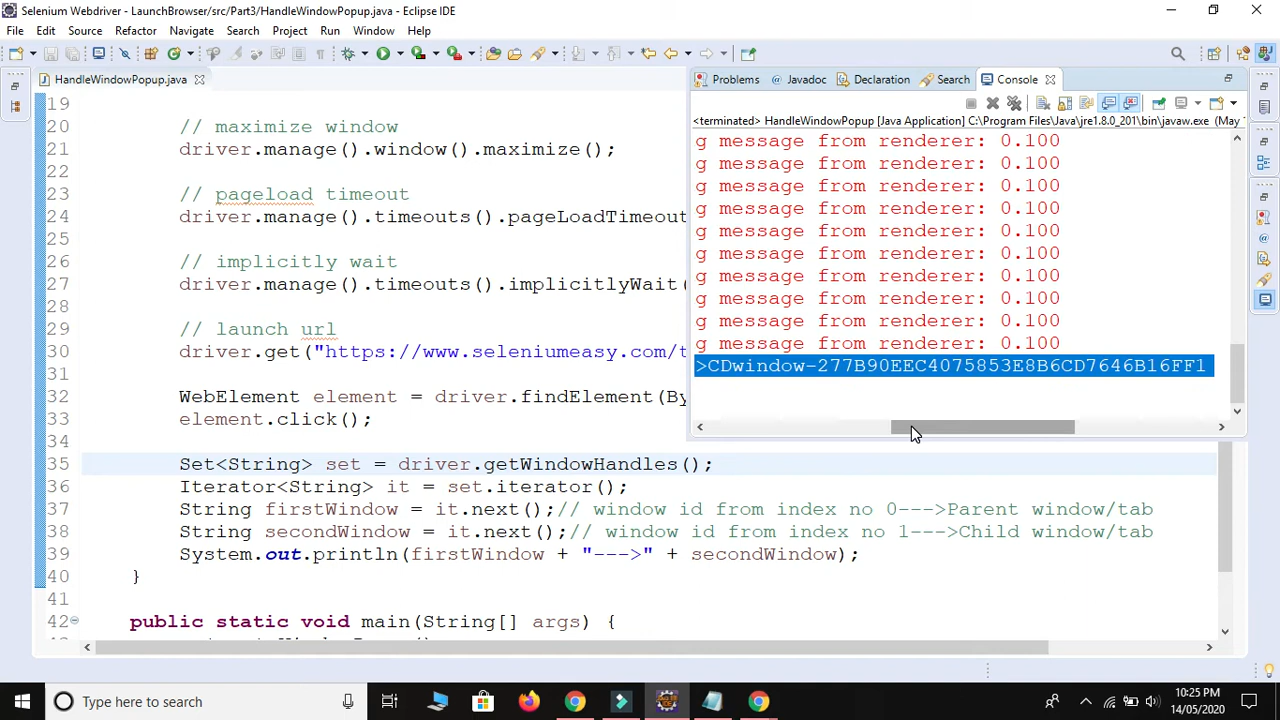 Selenium Webdriver - LaunchBrowser/src/Part3/HandleWindowPopup.java - Eclipse IDE
File Edit Source Refactor Navigate Search Project Run Window Help
HandleWindowPopup.java
Problems @ Javadoc Declaration Search Console
<terminated> HandleWindowPopup [Java Application] C:\Program Files\Java\jre1.8.0_201\bin\javaw.exe (May
g message from renderer: 0.100
g message from renderer: 0.100
g message from renderer: 0.100
g message from renderer: 0.100
g message from renderer: 0.100
g message from renderer: 0.100
g message from renderer: 0.100
g message from renderer: 0.100
g message from renderer: 0.100
g message from renderer: 0.100
>CDwindow-277B90EEC4075853E8B6CD7646B16FF1
19
20 // maximize window
21 driver.manage().window().maximize();
22
23 // pageload timeout
24 driver.manage().timeouts().pageLoadTimeout
25
26 // implicitly wait
27 driver.manage().timeouts().implicitlyWait(
28
29 // launch url
30 driver.get("https://www.seleniumeasy.com/t
31
32 WebElement element = driver.findElement(By
33 element.click();
34
35 Set<String> set = driver.getWindowHandles();
36 Iterator<String> it = set.iterator();
37 String firstWindow = it.next();// window id from index no 0--->Parent window/tab
38 String secondWindow = it.next();// window id from index no 1--->Child window/tab
39 System.out.println(firstWindow + "--->" + secondWindow);
40 }
41
42 public static void main(String[] args) {
Type here to search
10:25 PM
14/05/2020